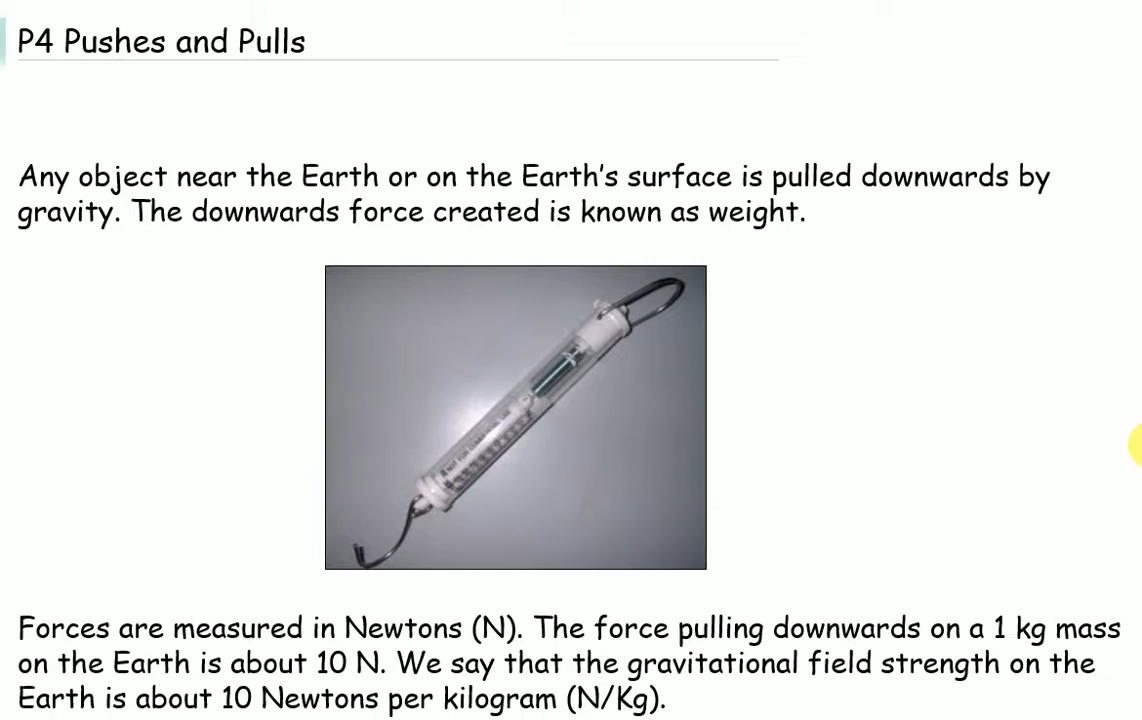 P4 Pushes and Pulls
Any object near the Earth or on the Earth's surface is pulled downwards by
gravity. The downwards force created is known as weight.
Forces are measured in Newtons (N). The force pulling downwards on a 1 kg mass
on the Earth is about 10 N. We say that the gravitational field strength on the
Earth is about 10 Newtons per kilogram (N/Kg).